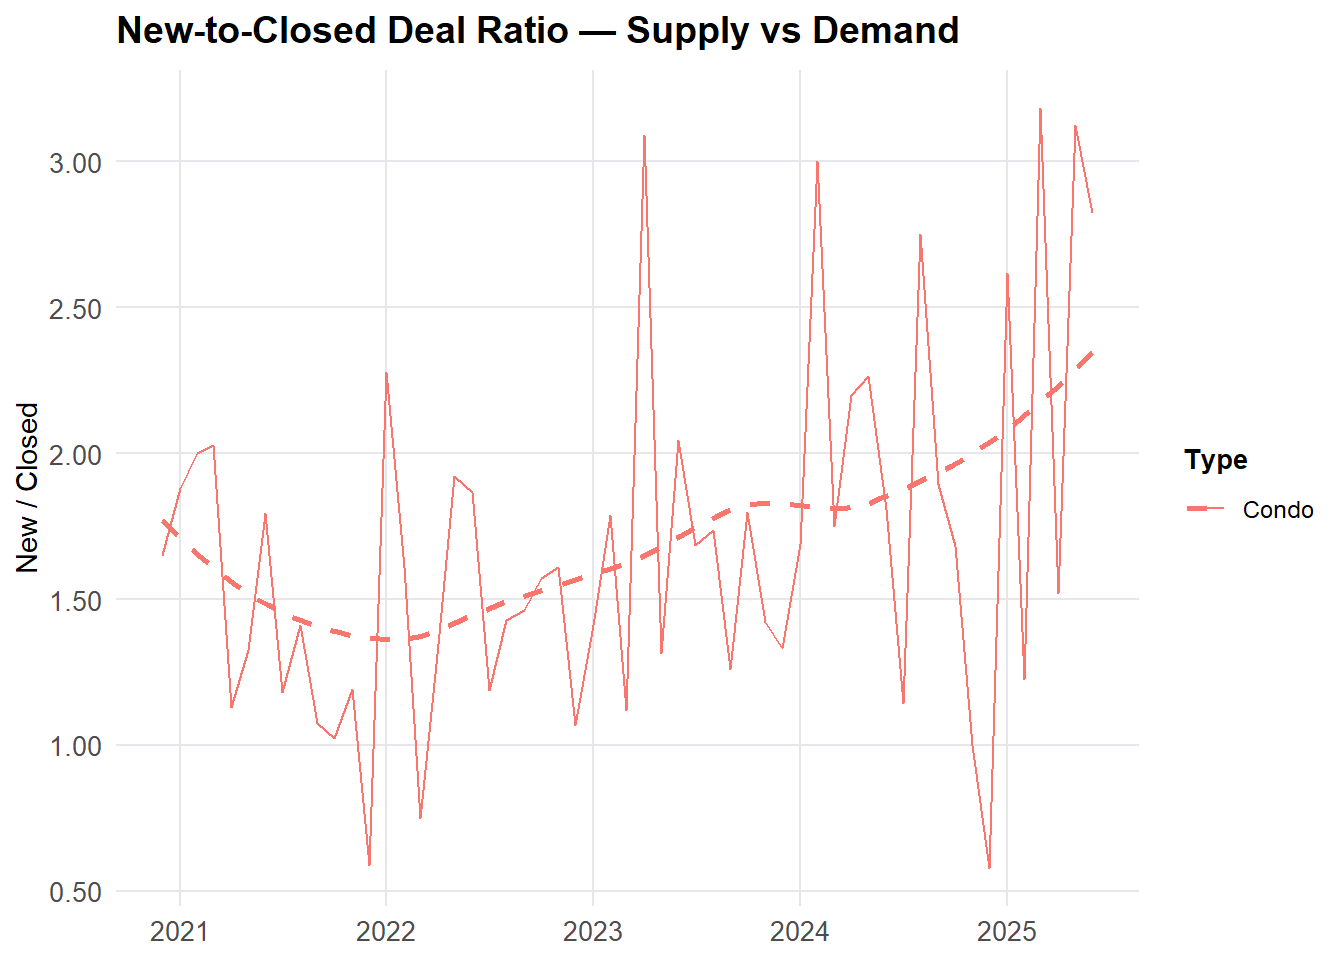 New-to-Closed Deal Ratio — Supply vs Demand
New / Closed
3.00
2.50
2.00
1.50
1.00
0.50
2021
2022
2023
2024
2025
Type
Condo